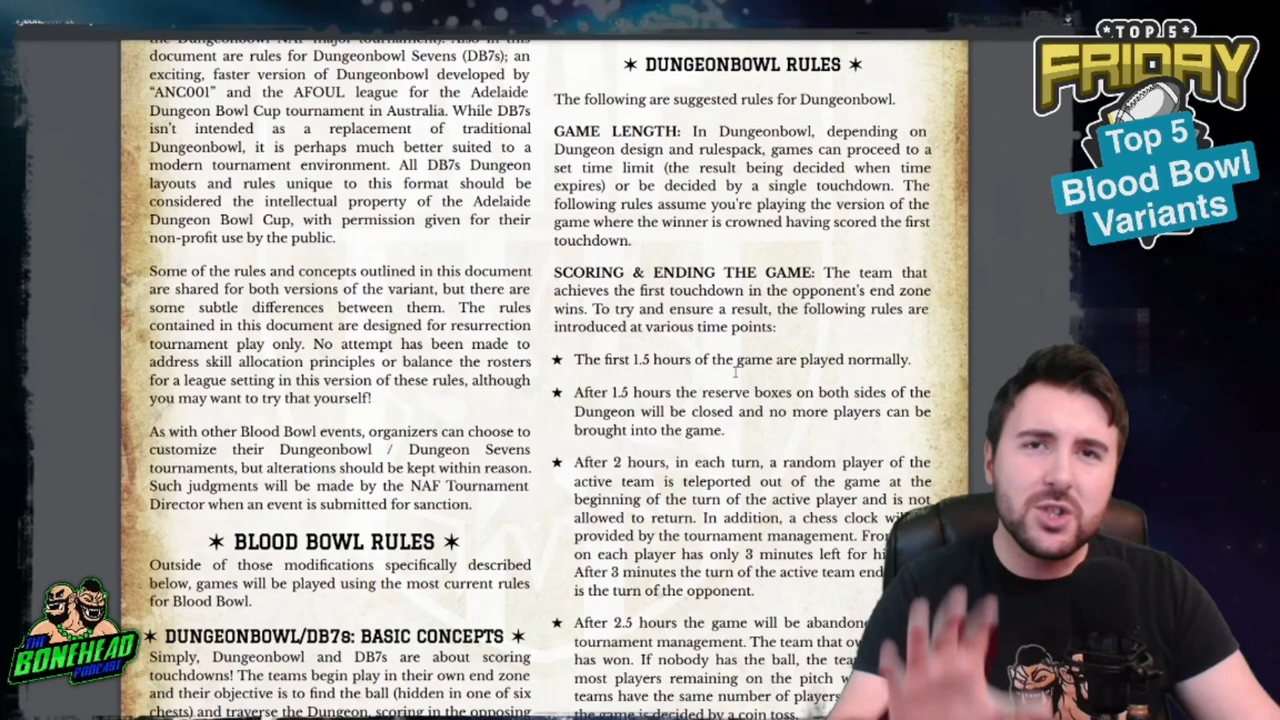 the Dungeonbowl NAF major tournament). Also in this
document are rules for Dungeonbowl Sevens (DB7s); an
exciting, faster version of Dungeonbowl developed by
“ANC001” and the AFOUL league for the Adelaide
Dungeon Bowl Cup tournament in Australia. While DB7s
isn't intended as a replacement of traditional
Dungeonbowl, it is perhaps much better suited to a
modern tournament environment. All DB7s Dungeon
layouts and rules unique to this format should be
considered the intellectual property of the Adelaide
Dungeon Bowl Cup, with permission given for their
non-profit use by the public.
Some of the rules and concepts outlined in this document
are shared for both versions of the variant, but there are
some subtle differences between them. The rules
contained in this document are designed for resurrection
tournament play only. No attempt has been made to
address skill allocation principles or balance the rosters
for a league setting in this version of these rules, although
you may want to try that yourself!
As with other Blood Bowl events, organizers can choose to
customize their Dungeonbowl / Dungeon Sevens
tournaments, but alterations should be kept within reason.
Such judgments will be made by the NAF Tournament
Director when an event is submitted for sanction.
✶ BLOOD BOWL RULES ✶
Outside of those modifications specifically described
below, games will be played using the most current rules
for Blood Bowl.
✶ DUNGEONBOWL/DB7s: BASIC CONCEPTS ✶
Simply, Dungeonbowl and DB7s are about scoring
touchdowns! The teams begin play in their own end zone
and their objective is to find the ball (hidden in one of six
chests) and traverse the Dungeon, scoring in the opposing
✶ DUNGEONBOWL RULES ✶
The following are suggested rules for Dungeonbowl.
GAME LENGTH: In Dungeonbowl, depending on
Dungeon design and rulespack, games can proceed to a
set time limit (the result being decided when time
expires) or be decided by a single touchdown. The
following rules assume you're playing the version of the
game where the winner is crowned having scored the first
touchdown.
SCORING & ENDING THE GAME: The team that
achieves the first touchdown in the opponent's end zone
wins. To try and ensure a result, the following rules are
introduced at various time points:
★ The first 1.5 hours of the game are played normally.
★ After 1.5 hours the reserve boxes on both sides of the
Dungeon will be closed and no more players can be
brought into the game.
★ After 2 hours, in each turn, a random player of the
active team is teleported out of the game at the
beginning of the turn of the active player and is not
allowed to return. In addition, a chess clock
provided by the tournament management.
on each player has only 3 minutes left for
After 3 minutes the turn of the active team
is the turn of the opponent.
★ After 2.5 hours the game will be
tournament management. The team that
has won. If nobody has the ball, the
most players remaining on the pitch
teams have the same number of players
the game is decided by a coin toss.
*TOP 5*
FRIDAY
Top 5
Blood Bowl
Variants
THE
BONEHEAD
PODCAST